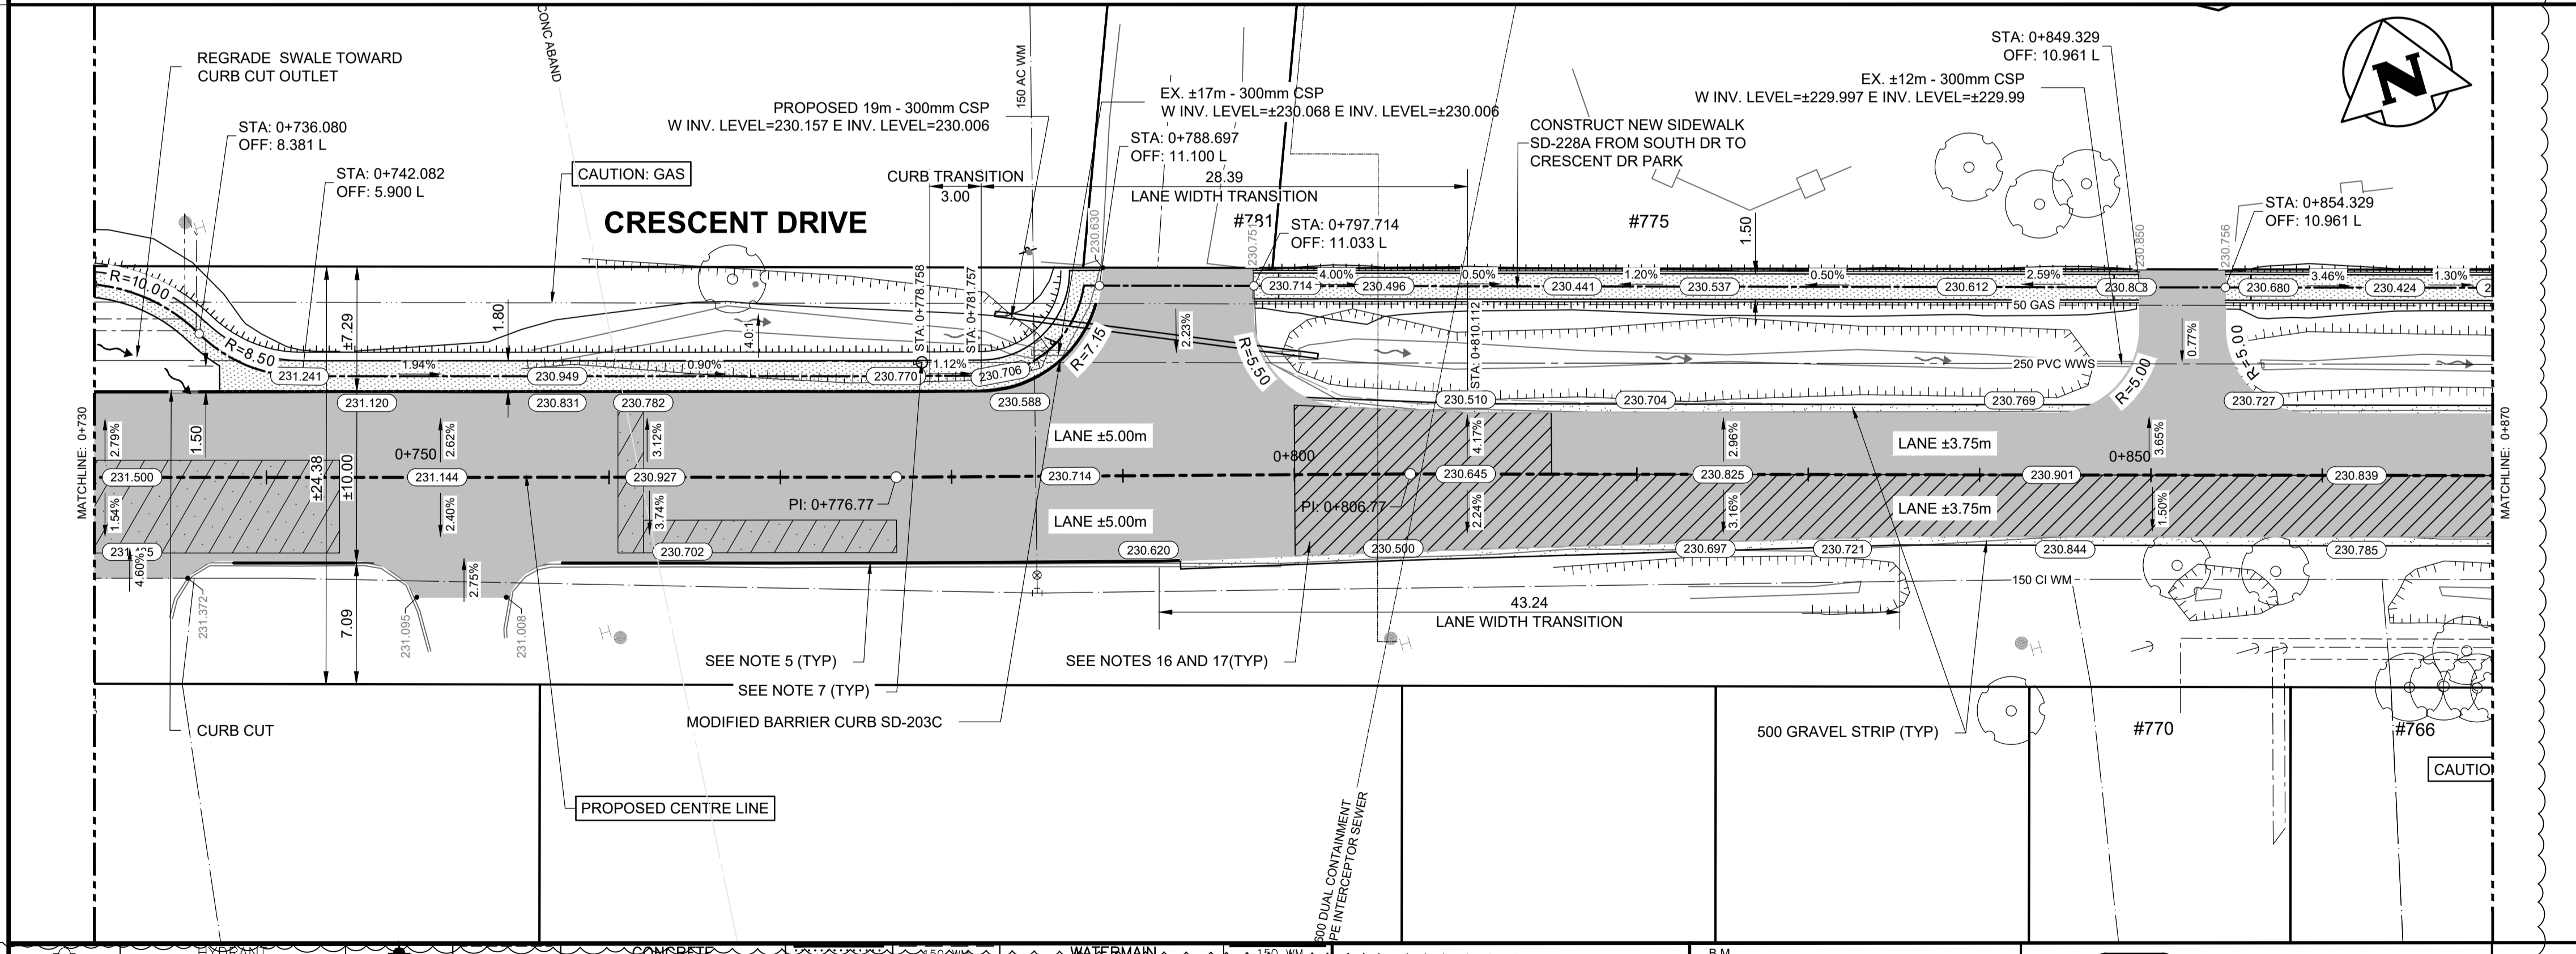 REGRADE SWALE TOWARD
CURB CUT OUTLET
STA: 0+736.080
OFF: 8.381 L
STA: 0+742.082
OFF: 5.900 L
CONC ABAND
CAUTION: GAS
CRESCENT DRIVE
PROPOSED 19m - 300mm CSP
W INV. LEVEL=230.157 E INV. LEVEL=230.006
150 AC WM
EX. ±17m - 300mm CSP
W INV. LEVEL=±230.068 E INV. LEVEL=±230.006
STA: 0+788.697
OFF: 11.100 L
CURB TRANSITION
3.00
28.39
LANE WIDTH TRANSITION
#781
STA: 0+797.714
OFF: 11.033 L
CONSTRUCT NEW SIDEWALK
SD-228A FROM SOUTH DR TO
CRESCENT DR PARK
#775
1.50
STA: 0+849.329
OFF: 10.961 L
EX. ±12m - 300mm CSP
W INV. LEVEL=±229.997 E INV. LEVEL=±229.99
STA: 0+854.329
OFF: 10.961 L
N
230.630
230.751
230.850
230.756
R=10.00
R=8.50
±7.29
1.80
4.0:1
STA: 0+778.758
STA: 0+781.757
R=7.15
2.23%
R=5.50
STA: 0+810.112
4.00%
0.50%
1.20%
0.50%
2.59%
3.46%
1.30%
230.714
230.496
230.441
230.537
230.612
230.680
230.424
50 GAS
250 PVC WWS
R=5.00
0.77%
R=5.00
231.241
1.94%
230.949
0.90%
230.770
1.12%
230.706
231.120
230.831
230.782
230.588
230.510
230.704
230.769
230.727
MATCHLINE: 0+730
2.79%
1.50
0+750
2.62%
3.12%
LANE ±5.00m
0+800
4.17%
2.96%
LANE ±3.75m
0+850
3.65%
MATCHLINE: 0+870
231.500
±24.38
±10.00
231.144
230.927
230.714
230.645
230.825
230.901
230.839
1.54%
2.40%
3.74%
PI: 0+776.77
LANE ±5.00m
PI: 0+806.77
2.24%
3.16%
LANE ±3.75m
1.50%
230.702
230.620
230.500
230.697
230.721
230.844
230.785
4.60%
2.75%
231.372
231.095
231.008
7.09
150 CI WM
43.24
LANE WIDTH TRANSITION
SEE NOTE 5 (TYP)
SEE NOTES 16 AND 17(TYP)
SEE NOTE 7 (TYP)
MODIFIED BARRIER CURB SD-203C
CURB CUT
500 GRAVEL STRIP (TYP)
#770
#766
CAUTIO
PROPOSED CENTRE LINE
600 DUAL CONTAINMENT
PE INTERCEPTOR SEWER
HYDRANT
CONCRETE
150 WM
WATERMAIN
150 WM
B.M.